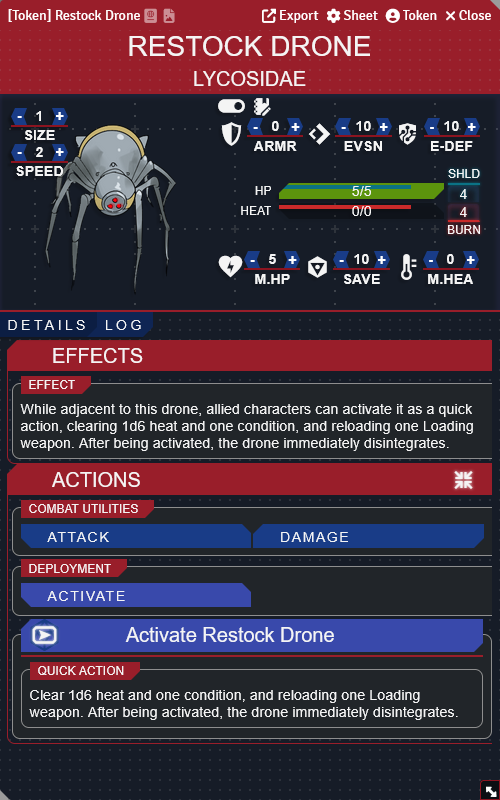 [Token] Restock Drone Export Sheet Token Close
RESTOCK DRONE
LYCOSIDAE
- 1 +
SIZE
- 2 +
SPEED
- 0 + - 10 + - 10 +
ARMR EVSN E-DEF
SHLD
HP 5/5 4
HEAT 0/0 4
BURN
- 5 + - 10 + - 0 +
M.HP SAVE M.HEA
DETAILS LOG
EFFECTS
EFFECT
While adjacent to this drone, allied characters can activate it as a quick
action, clearing 1d6 heat and one condition, and reloading one Loading
weapon. After being activated, the drone immediately disintegrates.
ACTIONS
COMBAT UTILITIES
ATTACK DAMAGE
DEPLOYMENT
ACTIVATE
Activate Restock Drone
QUICK ACTION
Clear 1d6 heat and one condition, and reloading one Loading
weapon. After being activated, the drone immediately disintegrates.